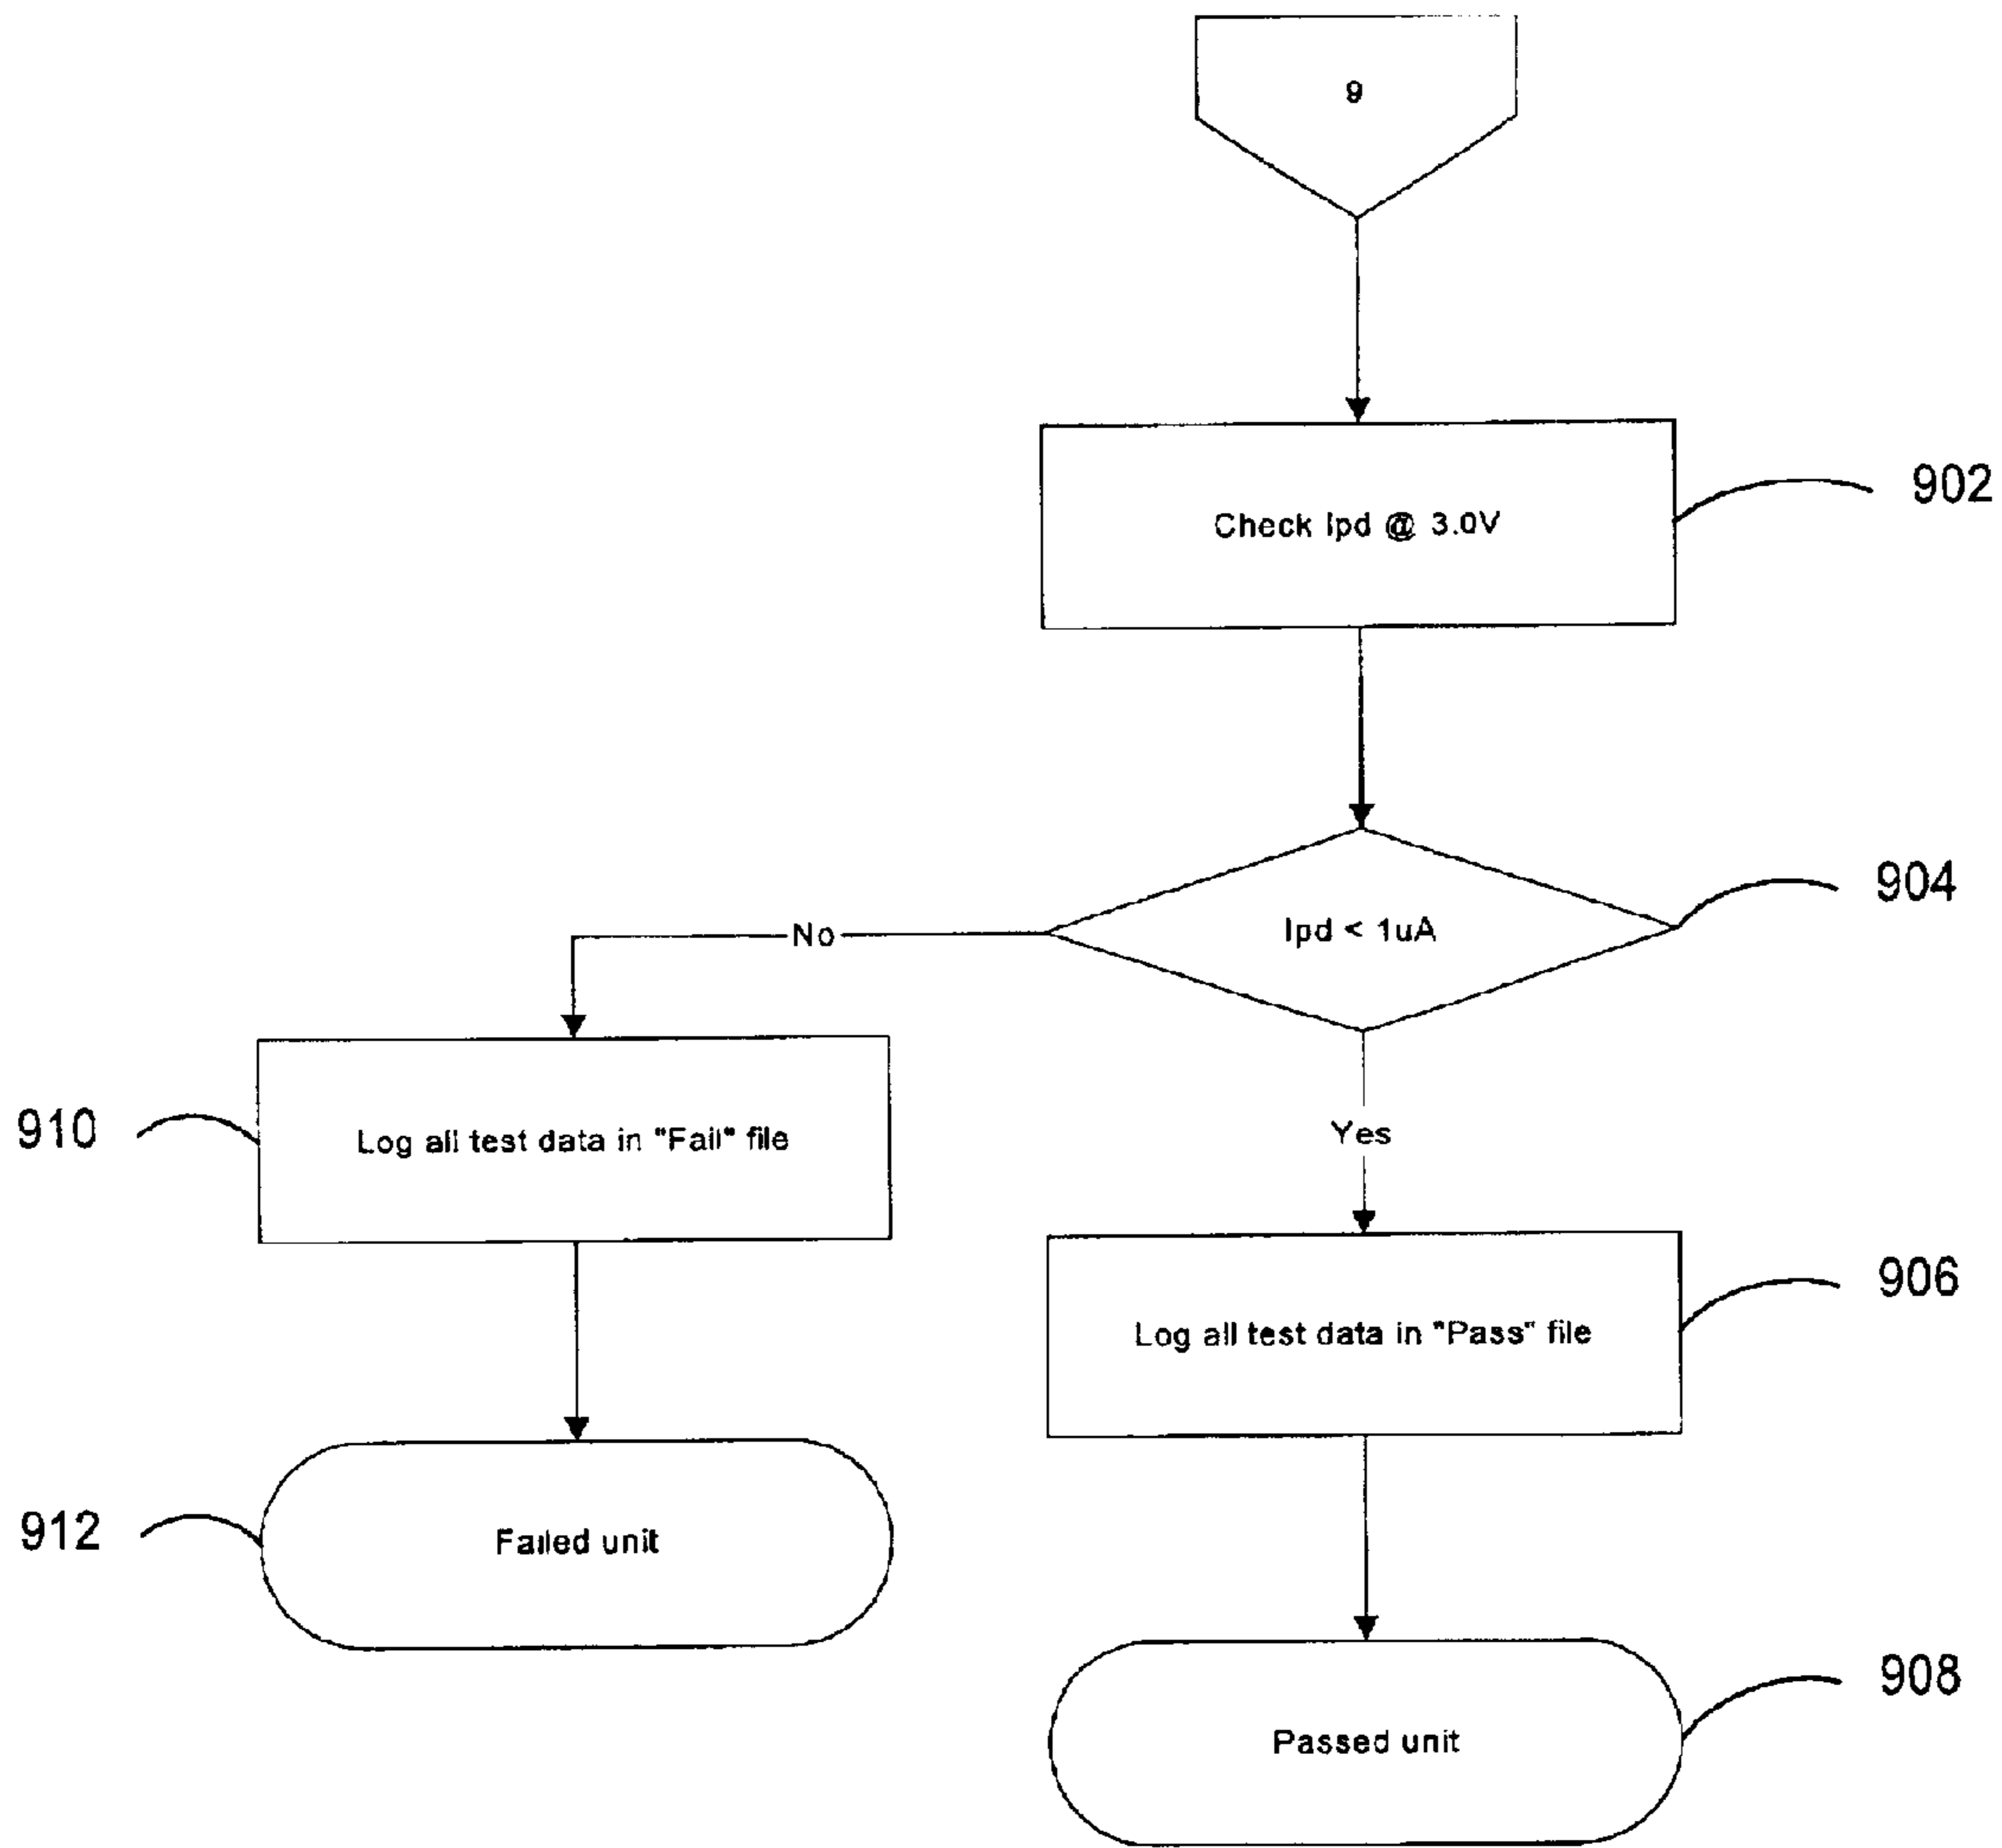 9
Check Ipd @ 3.0V
902
Ipd < 1uA
904
No
Yes
910
Log all test data in "Fail" file
Log all test data in "Pass" file
906
912
Failed unit
Passed unit
908